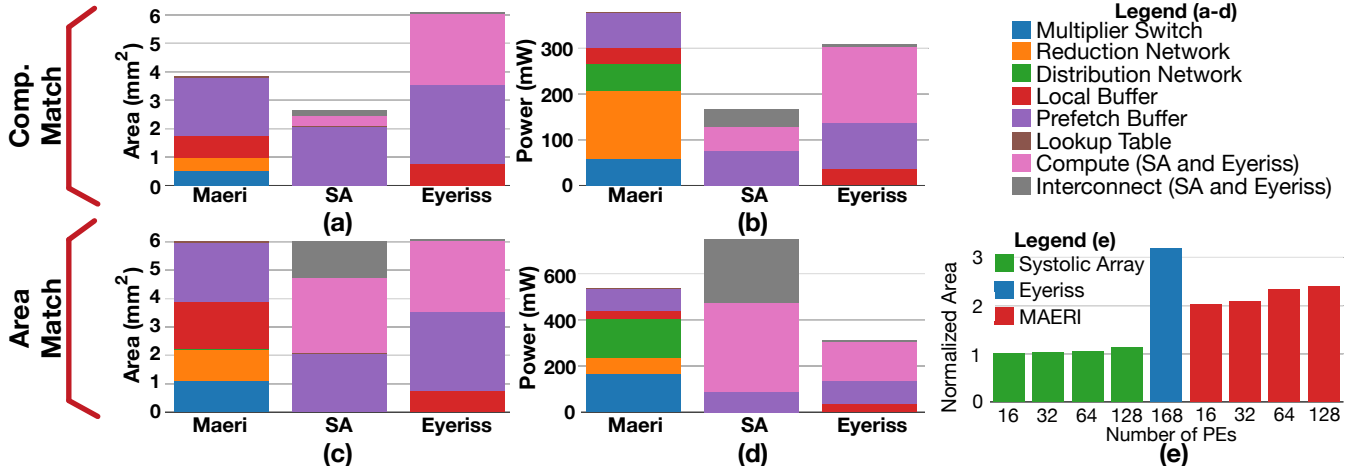 Comp. Match
Area (mm²)
6
5
4
3
2
1
0
Maeri
SA
Eyeriss
(a)
Power (mW)
300
200
100
0
Maeri
SA
Eyeriss
(b)
Legend (a-d)
Multiplier Switch
Reduction Network
Distribution Network
Local Buffer
Prefetch Buffer
Lookup Table
Compute (SA and Eyeriss)
Interconnect (SA and Eyeriss)
Area Match
Area (mm²)
6
5
4
3
2
1
0
Maeri
SA
Eyeriss
(c)
Power (mW)
600
400
200
0
Maeri
SA
Eyeriss
(d)
Legend (e)
Systolic Array
Eyeriss
MAERI
Normalized Area
3
2
1
0
16 32 64 128 168 16 32 64 128
Number of PEs
(e)